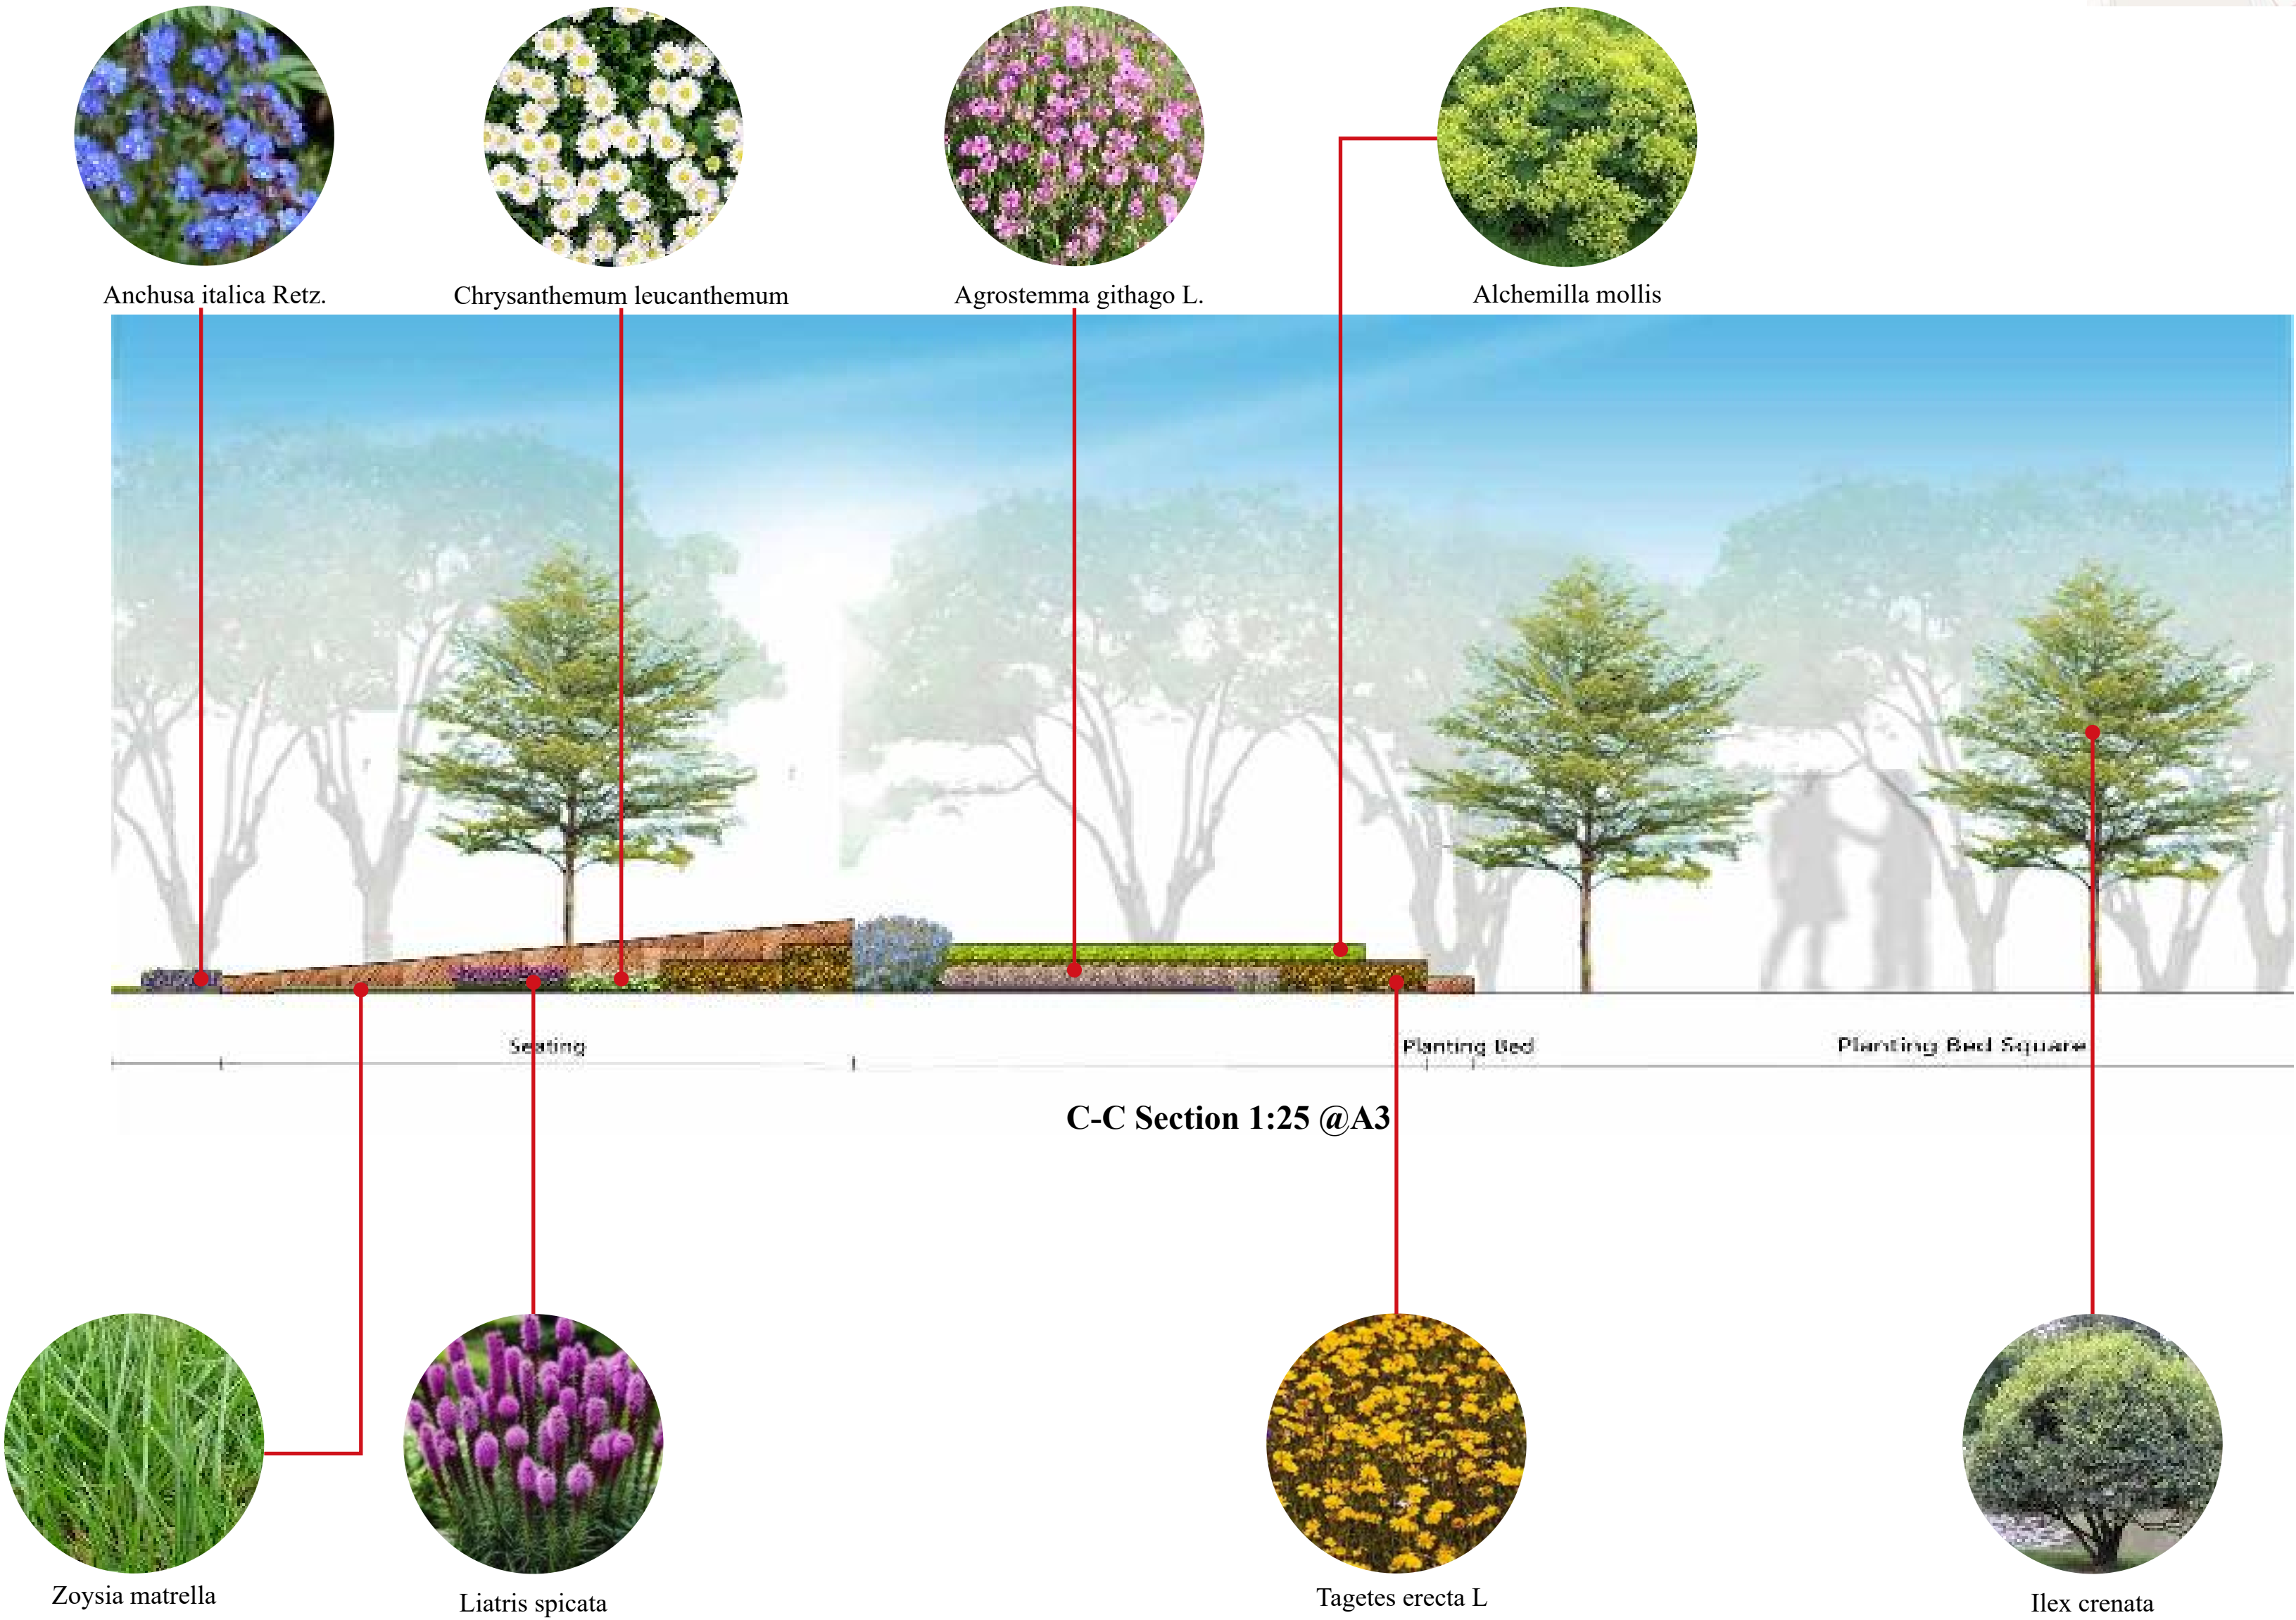 Anchusa italica Retz.
Chrysanthemum leucanthemum
Agrostemma githago L.
Alchemilla mollis
Seating
Planting Bed
Planting Bed Square
C-C Section 1:25 @A3
Zoysia matrella
Liatris spicata
Tagetes erecta L
Ilex crenata